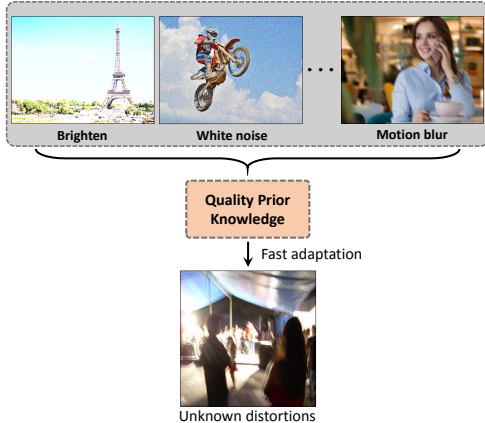 Brighten
White noise
...
Motion blur
Quality Prior
Knowledge
Fast adaptation
Unknown distortions